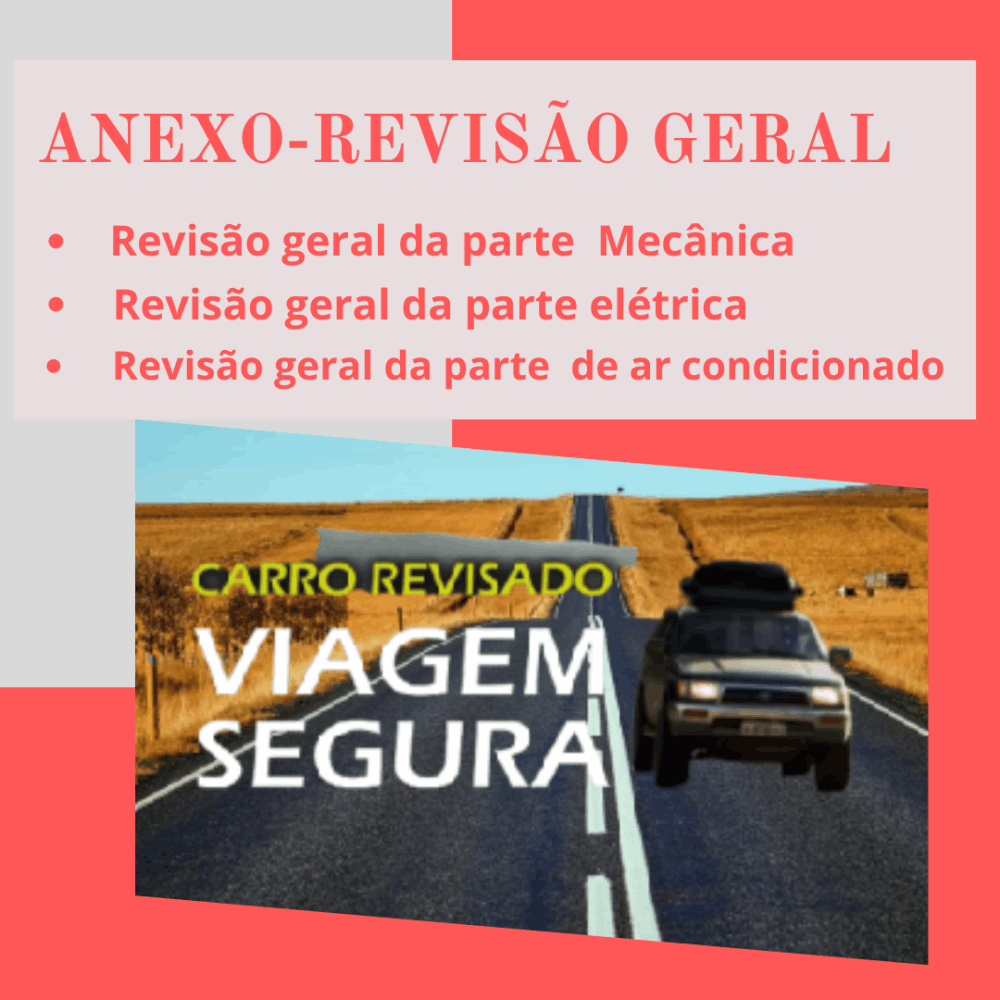 ANEXO-REVISÃO GERAL
• Revisão geral da parte Mecânica
• Revisão geral da parte elétrica
• Revisão geral da parte de ar condicionado
CARRO REVISADO
VIAGEM
SEGURA